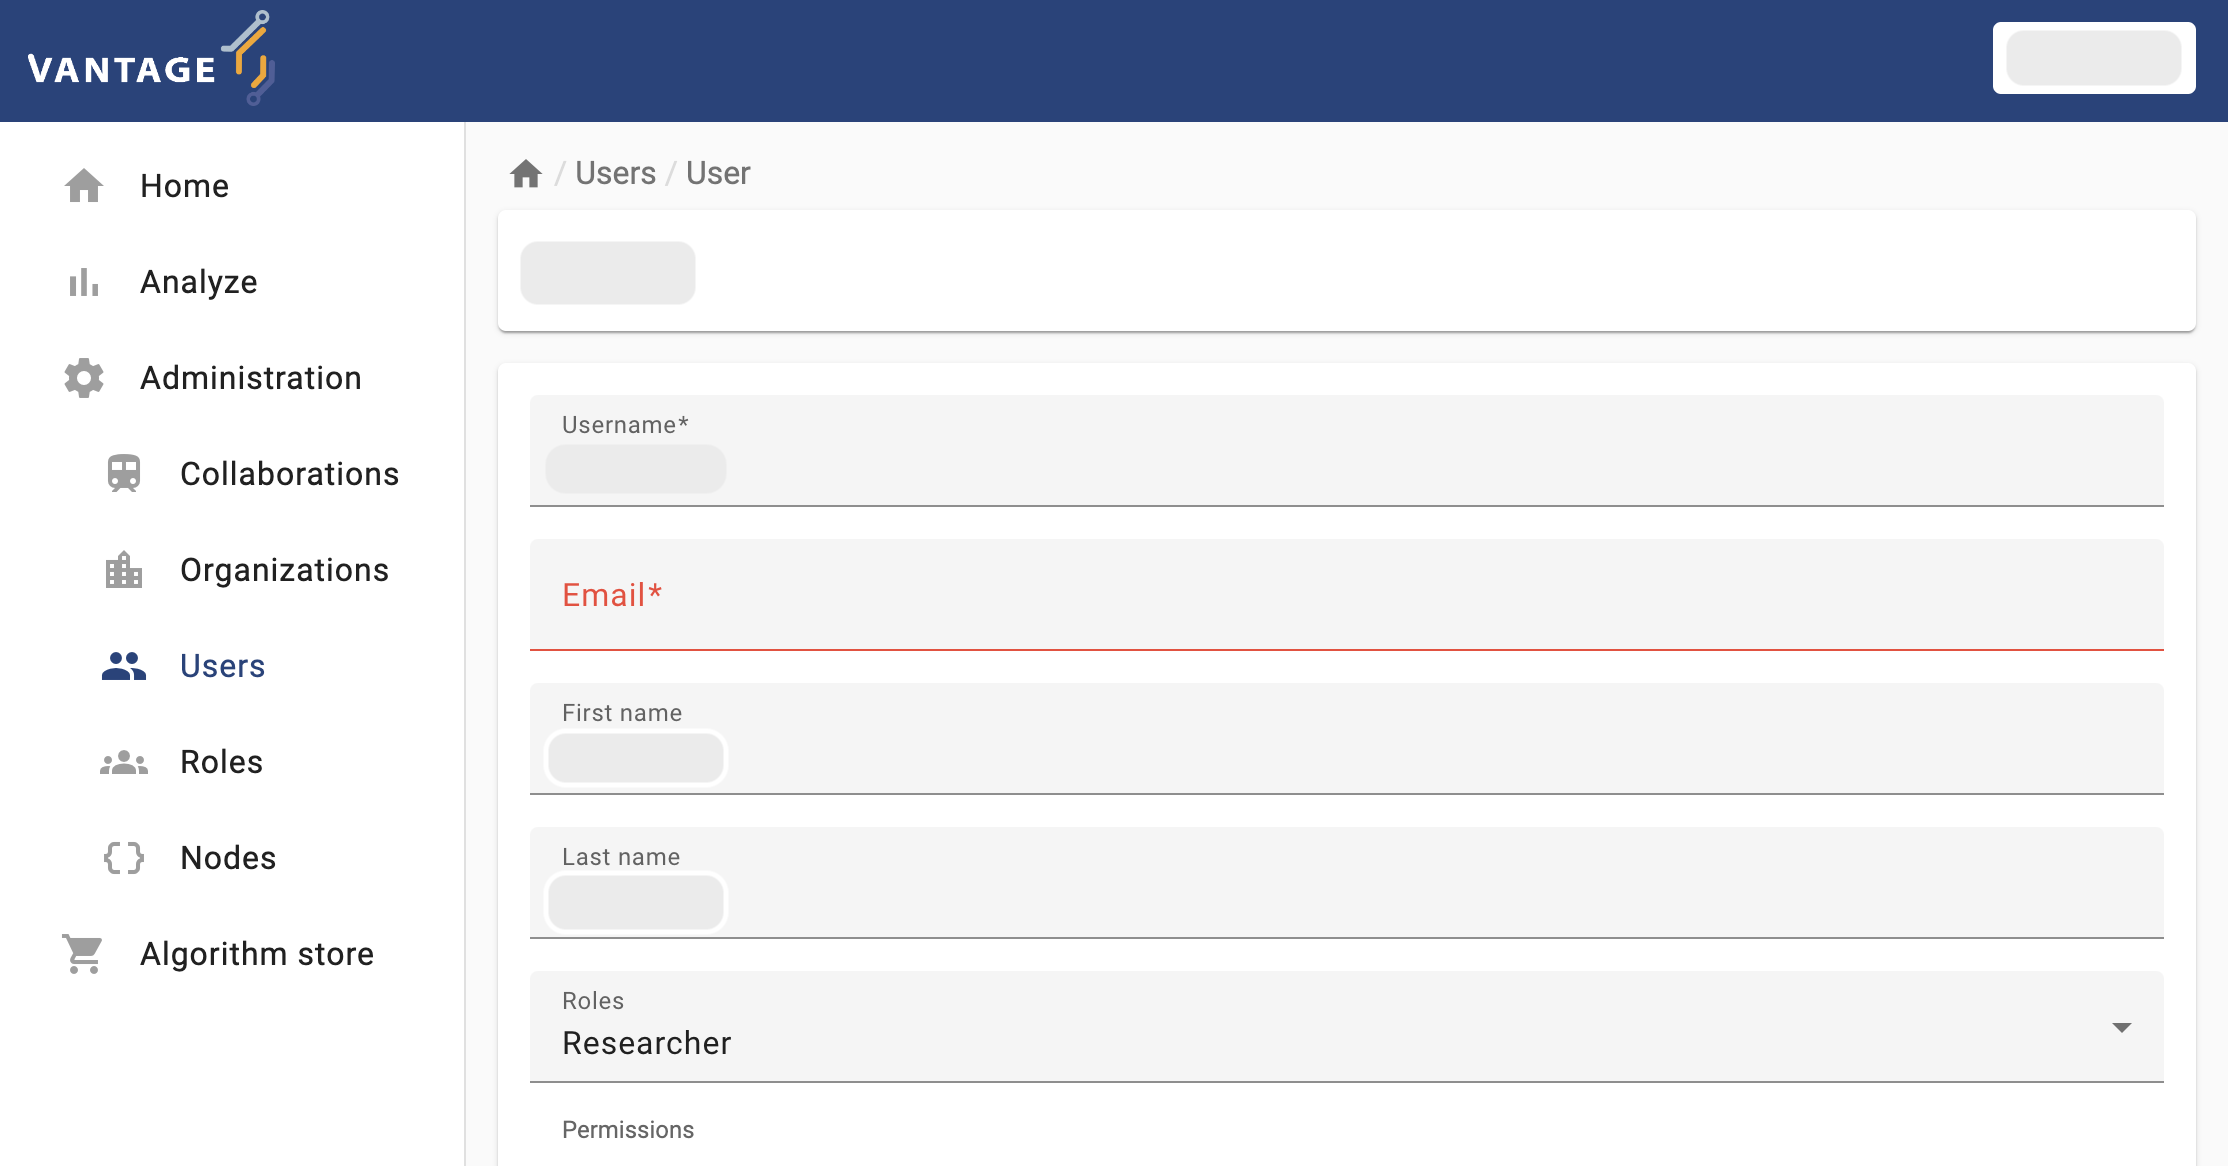 VANTAGE
Home
Analyze
Administration
Collaborations
Organizations
Users
Roles
Nodes
Algorithm store
/ Users / User
Username*
Email*
First name
Last name
Roles
Researcher
Permissions